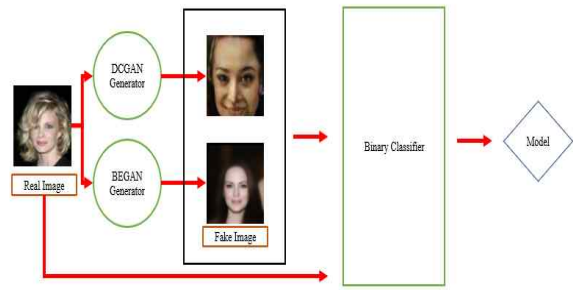 DCGAN
Generator
Real Image
BEGAN
Generator
Fake Image
Binary Classifier
Model